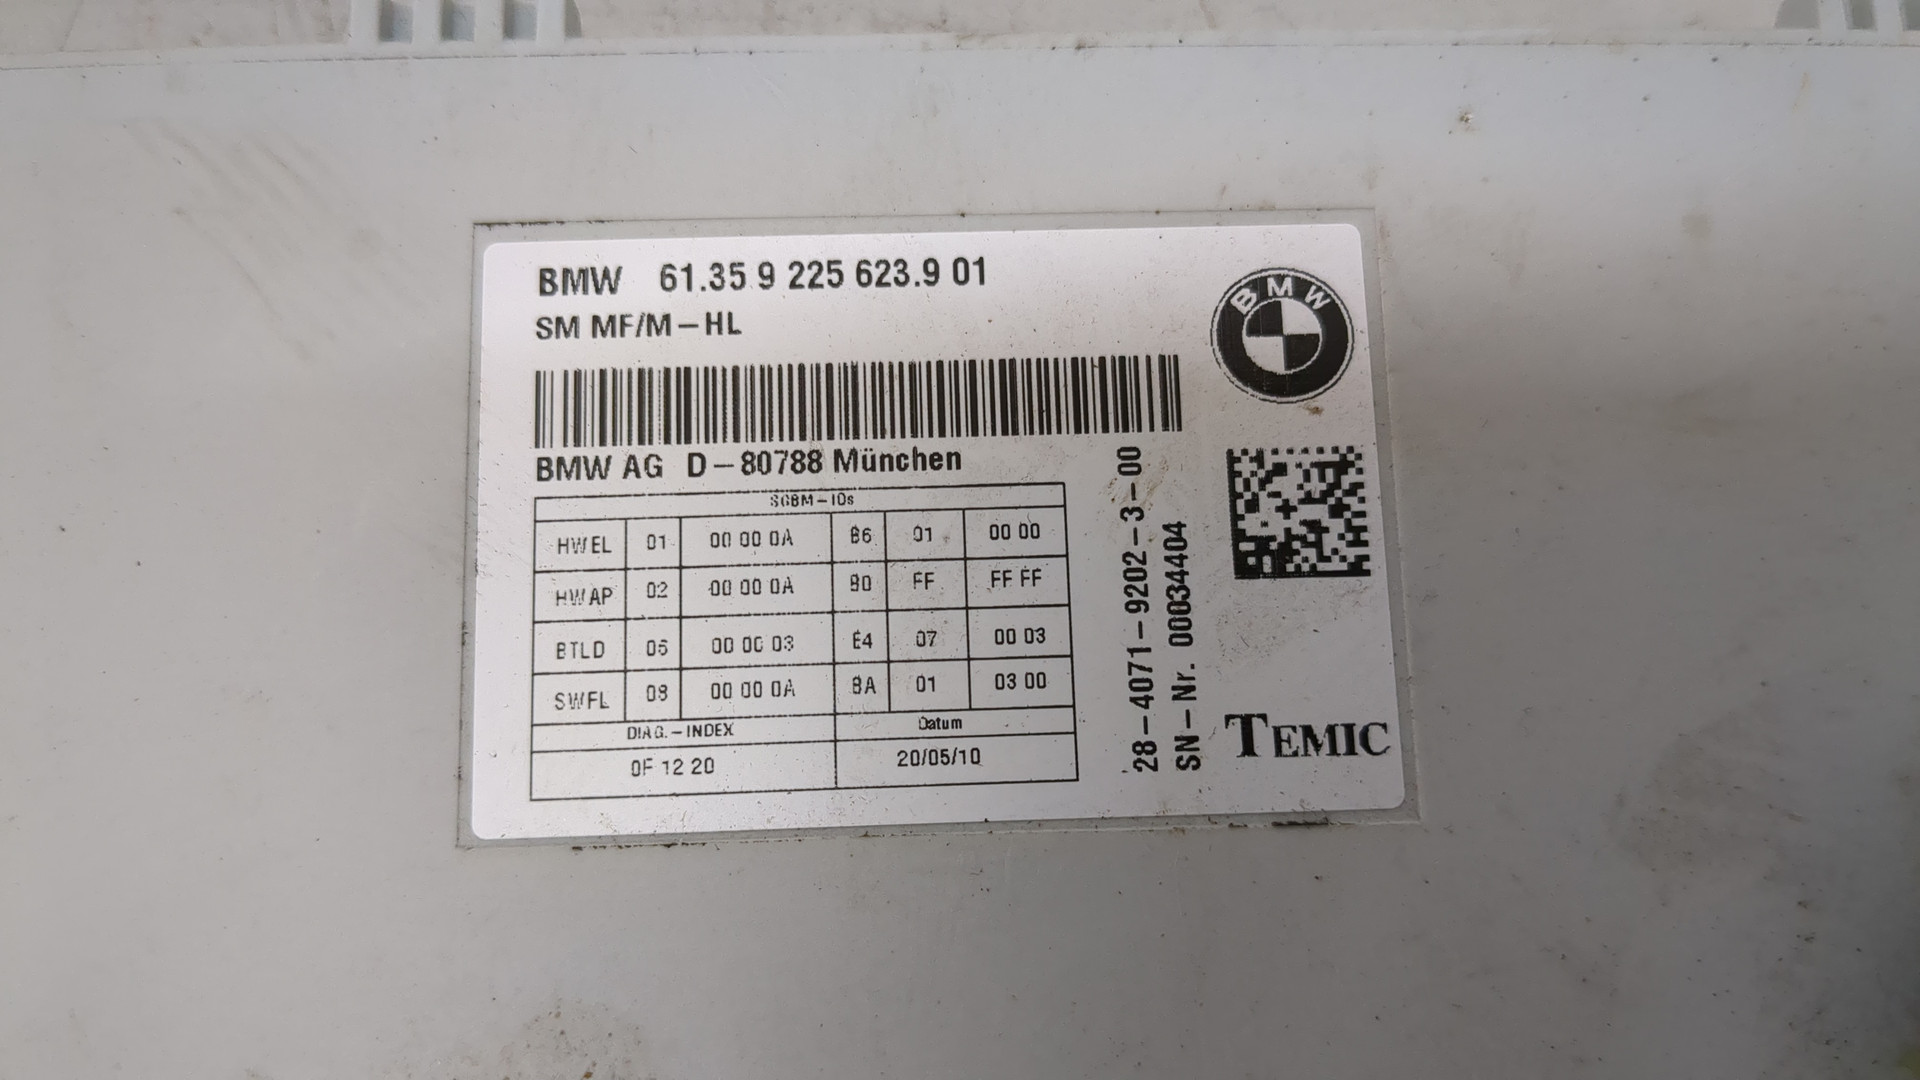 BMW 61.35 9 225 623.9 01
SM MF/M-HL
BMW
BMW AG D-80788 München
SGBM-IDs
HWEL 01 00 00 0A B6 01 00 00
HWAP 02 00 00 0A B0 FF FF FF
BTLD 06 00 00 03 E4 07 00 03
SWFL 08 00 00 0A BA 01 03 00
DIAG.-INDEX Datum
0F 12 20 20/05/10
28-4071-9202-3-00
SN-Nr. 00034404
TEMIC